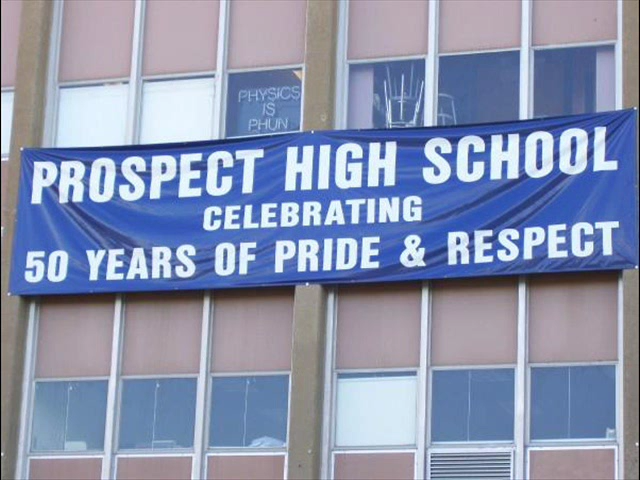 PHYSICS
IS
PHUN
PROSPECT HIGH SCHOOL
CELEBRATING
50 YEARS OF PRIDE & RESPECT